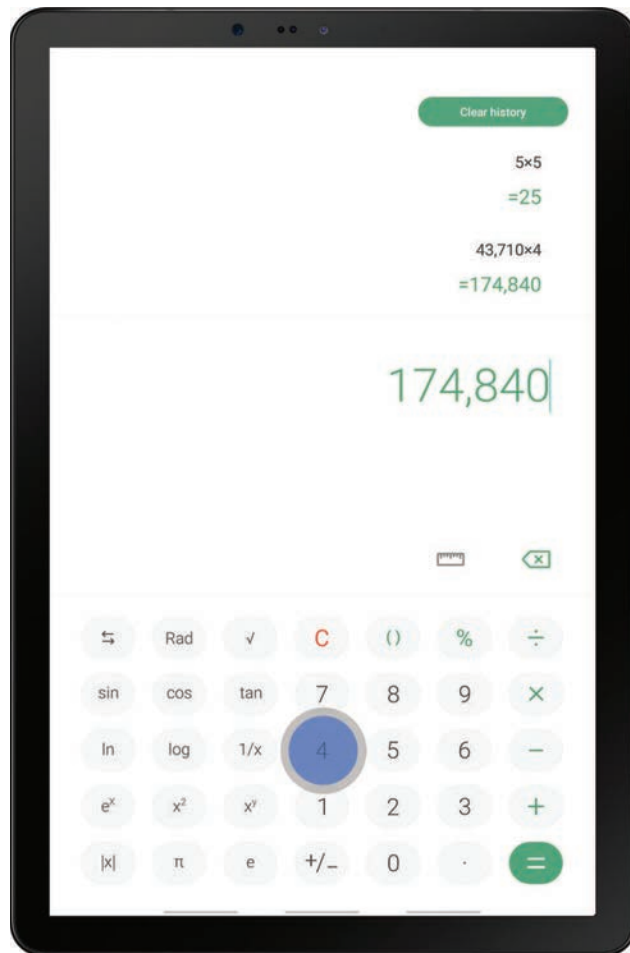 Clear history
5×5
=25
43,710×4
=174,840
174,840
⇆ Rad √ C () % ÷
sin cos tan 7 8 9 ×
ln log 1/x 4 5 6 −
eˣ x² xʸ 1 2 3 +
|x| π e +/− 0 . =